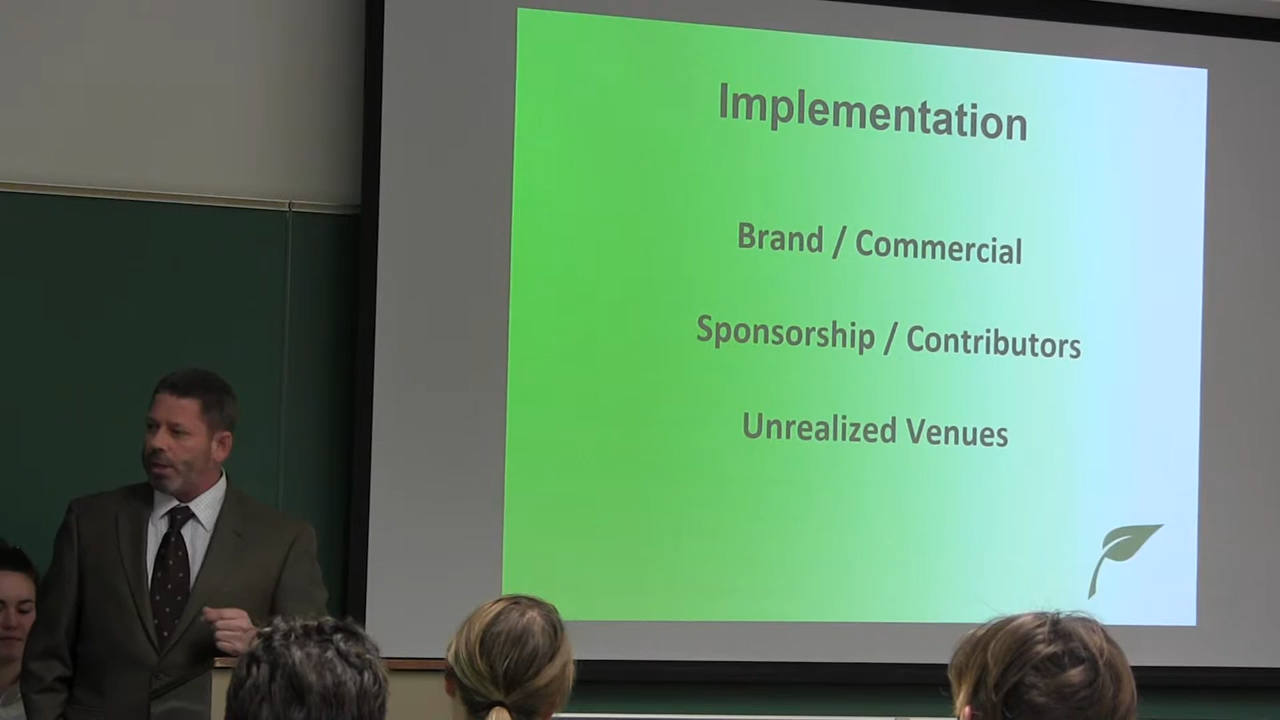 Implementation
Brand / Commercial
Sponsorship / Contributors
Unrealized Venues